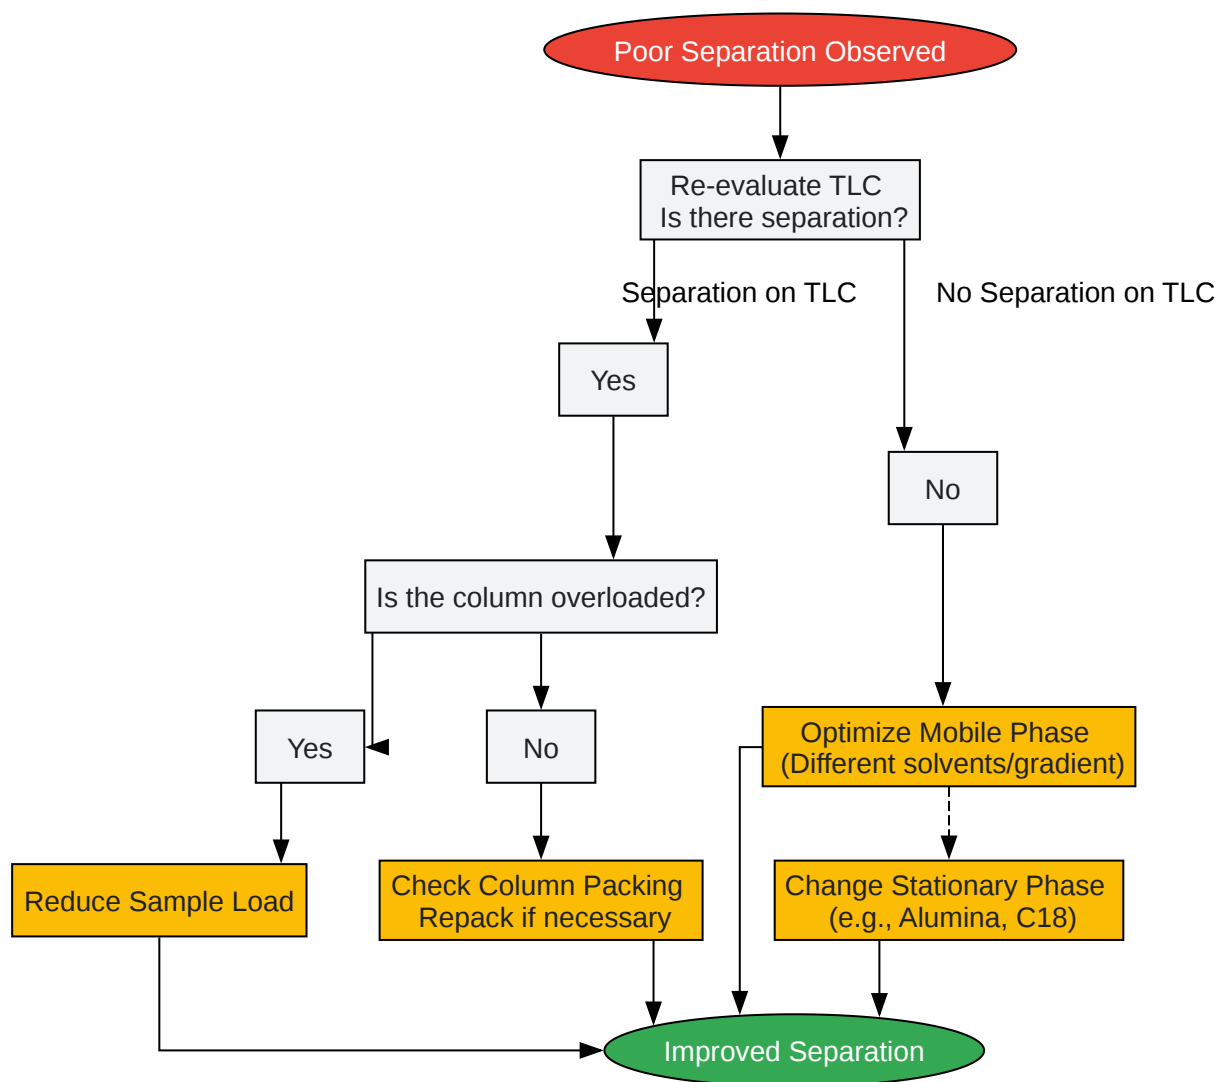 Poor Separation Observed
Re-evaluate TLC
Is there separation?
Separation on TLC
No Separation on TLC
Yes
No
Is the column overloaded?
Yes
No
Optimize Mobile Phase
(Different solvents/gradient)
Reduce Sample Load
Check Column Packing
Repack if necessary
Change Stationary Phase
(e.g., Alumina, C18)
Improved Separation